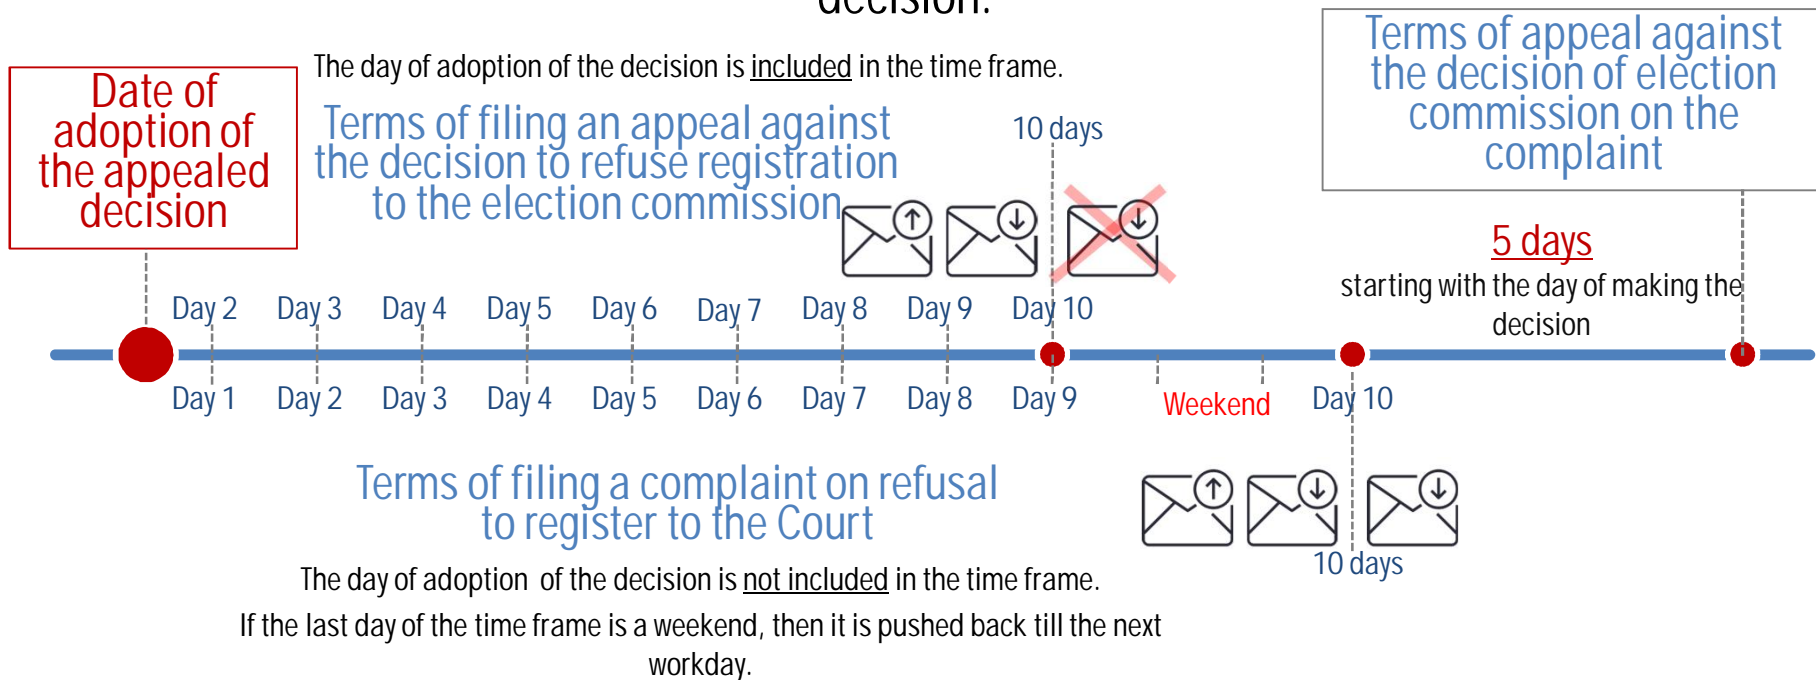 decision.
The day of adoption of the decision is included in the time frame.
Date of
adoption of
the appealed
decision
Terms of filing an appeal against
the decision to refuse registration
to the election commission
10 days
Terms of appeal against
the decision of election
commission on the
complaint
5 days
starting with the day of making the
decision
Day 2 Day 3 Day 4 Day 5 Day 6 Day 7 Day 8 Day 9 Day 10
Day 1 Day 2 Day 3 Day 4 Day 5 Day 6 Day 7 Day 8 Day 9 Weekend Day 10
Terms of filing a complaint on refusal
to register to the Court
10 days
The day of adoption of the decision is not included in the time frame.
If the last day of the time frame is a weekend, then it is pushed back till the next
workday.